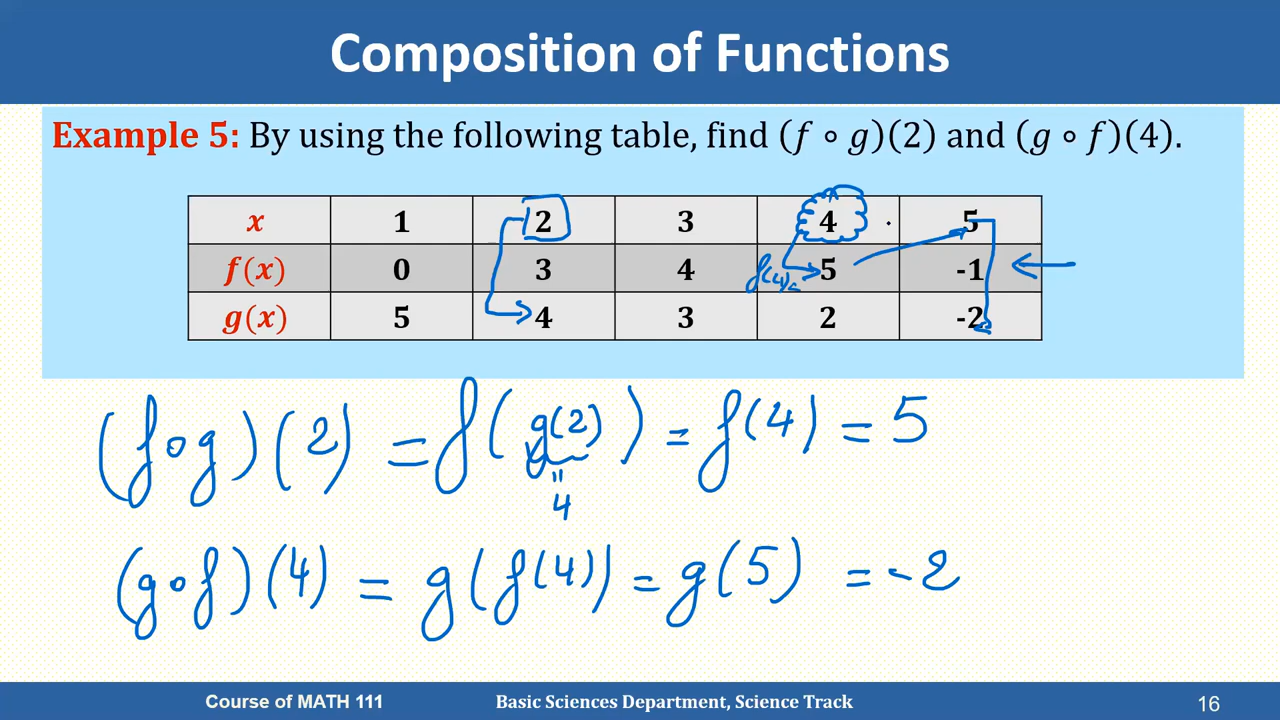 Composition of Functions
Example 5: By using the following table, find (f ∘ g)(2) and (g ∘ f)(4).
x 1 2 3 4 5
f(x) 0 3 4 f(4)= 5 -1
g(x) 5 4 3 2 -2
(f∘g)(2) = f(g(2)) = f(4) = 5
"
4
(g∘f)(4) = g(f(4)) = g(5) = -2
Course of MATH 111 Basic Sciences Department, Science Track 16